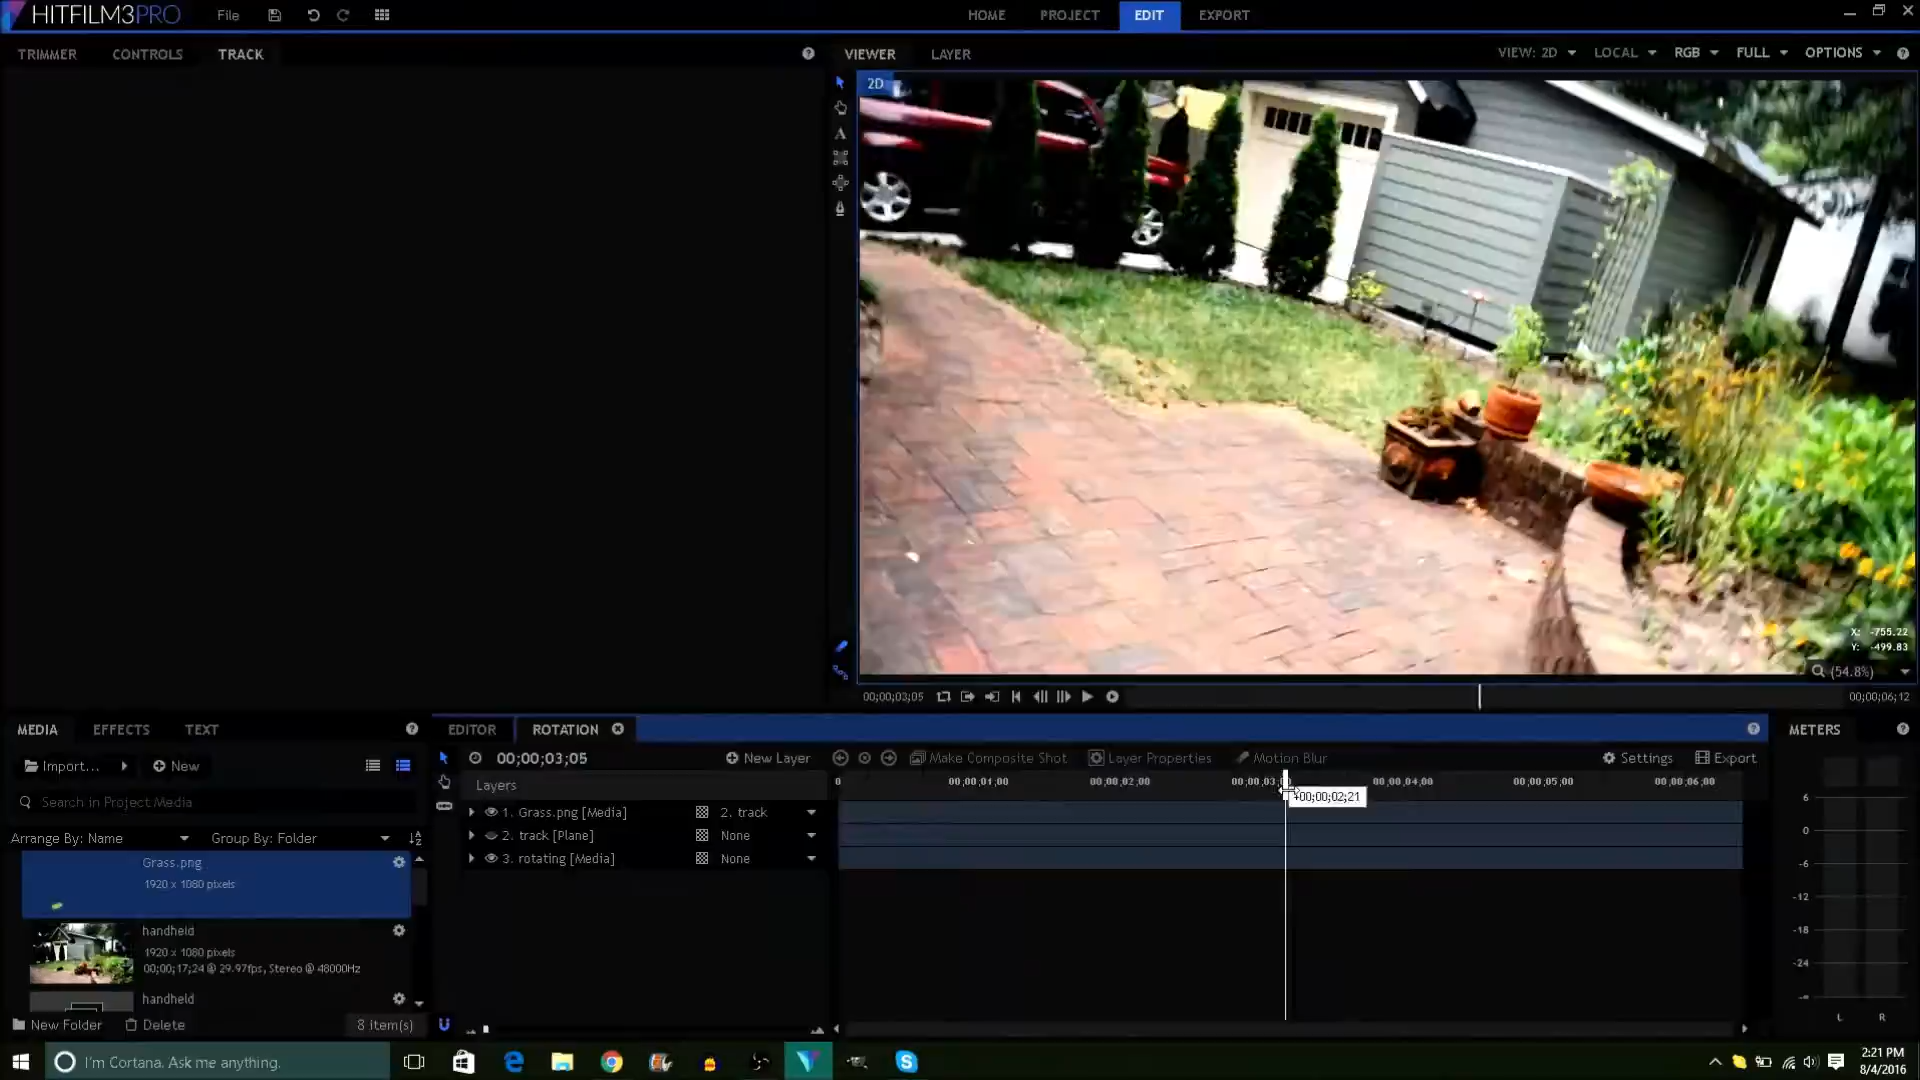 HITFILM3PRO
File
HOME
PROJECT
EDIT
EXPORT
TRIMMER
CONTROLS
TRACK
VIEWER
LAYER
VIEW: 2D
LOCAL
RGB
FULL
OPTIONS
2D
X: -755.22
Y: -499.83
(54.8%)
00;00;03;05
00;00;06;12
MEDIA
EFFECTS
TEXT
EDITOR
ROTATION
METERS
Import...
New
00;00;03;05
New Layer
Make Composite Shot
Layer Properties
Motion Blur
Settings
Export
Search in Project Media
Layers
0
00;00;01;00
00;00;02;00
00;00;04;00
00;00;05;00
00;00;06;00
+00;00;02;21
Arrange By: Name
Group By: Folder
1. Grass.png [Media]
2. track
2. track [Plane]
None
3. rotating [Media]
None
Grass.png
1920 x 1080 pixels
handheld
1920 x 1080 pixels
00;00;17;24 @ 29.97fps, Stereo @ 48000Hz
handheld
New Folder
Delete
8 item(s)
6
0
-6
-12
-18
-24
-∞
L
R
I'm Cortana. Ask me anything.
2:21 PM
8/4/2016